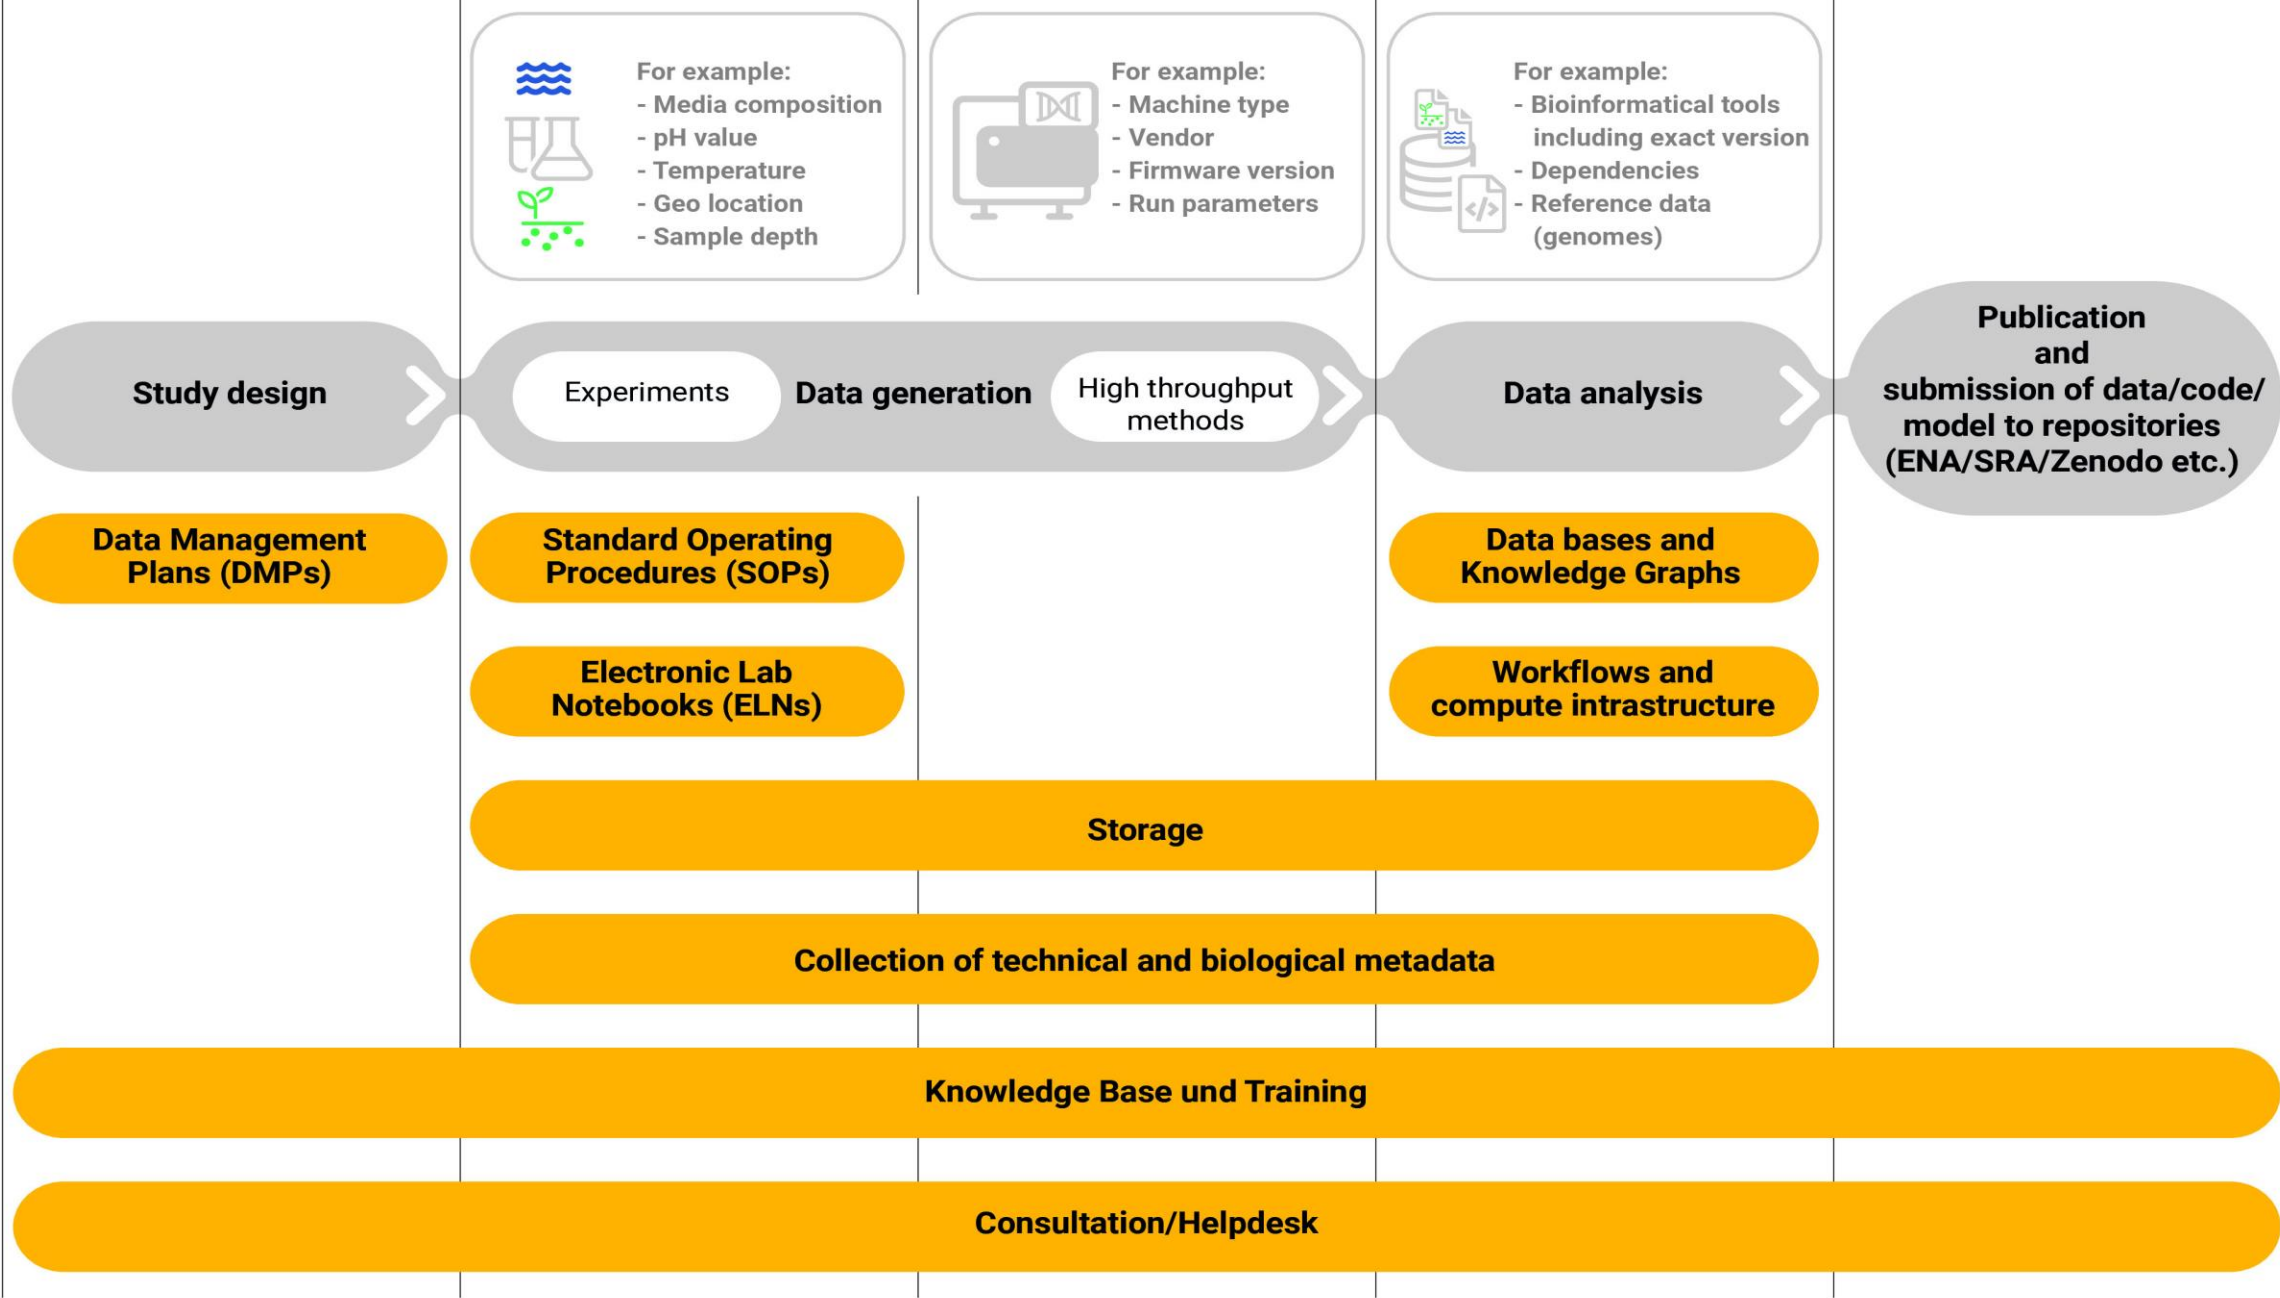 For example:
- Media composition
- pH value
- Temperature
- Geo location
- Sample depth
For example:
- Machine type
- Vendor
- Firmware version
- Run parameters
For example:
- Bioinformatical tools
including exact version
- Dependencies
- Reference data
(genomes)
</>
Study design
Experiments
Data generation
High throughput
methods
Data analysis
Publication
and
submission of data/code/
model to repositories
(ENA/SRA/Zenodo etc.)
Data Management
Plans (DMPs)
Standard Operating
Procedures (SOPs)
Data bases and
Knowledge Graphs
Electronic Lab
Notebooks (ELNs)
Workflows and
compute intrastructure
Storage
Collection of technical and biological metadata
Knowledge Base und Training
Consultation/Helpdesk